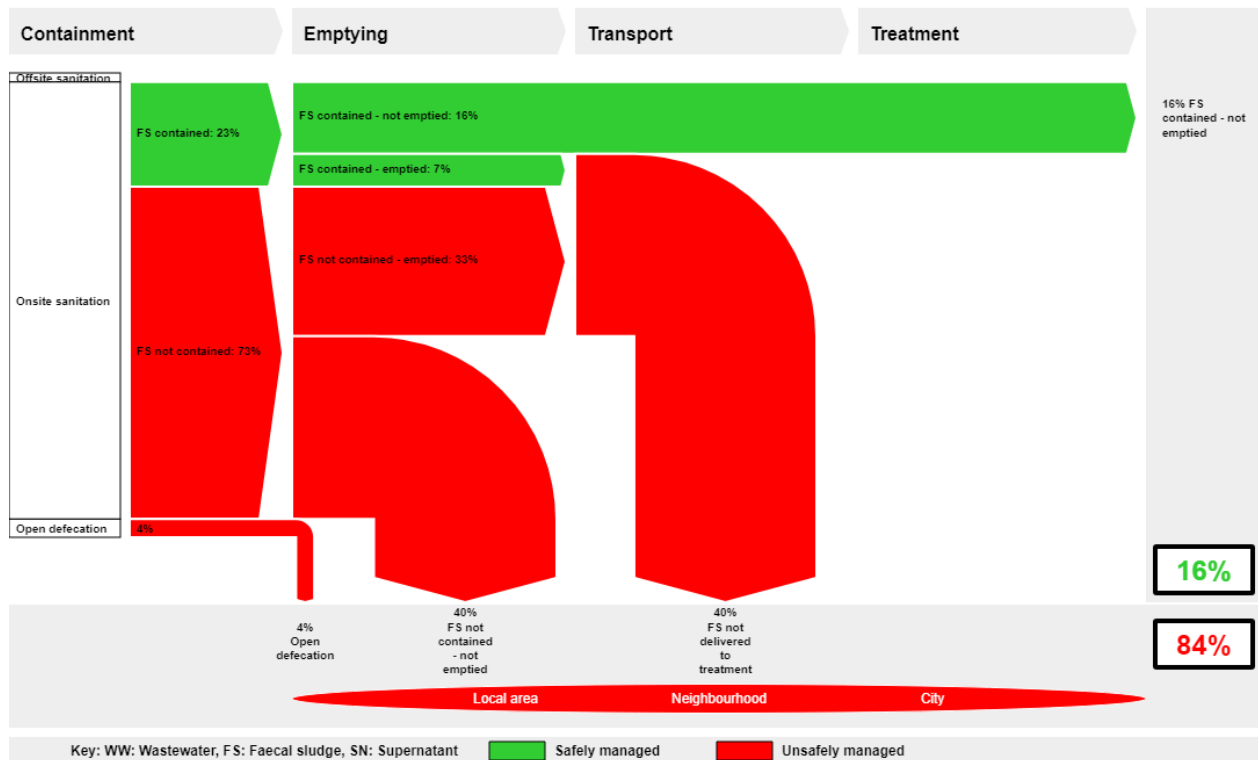 Containment
Emptying
Transport
Treatment
Offsite sanitation
FS contained: 23%
FS contained - not emptied: 16%
16% FS
contained - not
emptied
FS contained - emptied: 7%
FS not contained - emptied: 33%
Onsite sanitation
FS not contained: 73%
Open defecation
4%
16%
4%
Open
defecation
40%
FS not
contained
- not
emptied
40%
FS not
delivered
to
treatment
84%
Local area
Neighbourhood
City
Key: WW: Wastewater, FS: Faecal sludge, SN: Supernatant
Safely managed
Unsafely managed